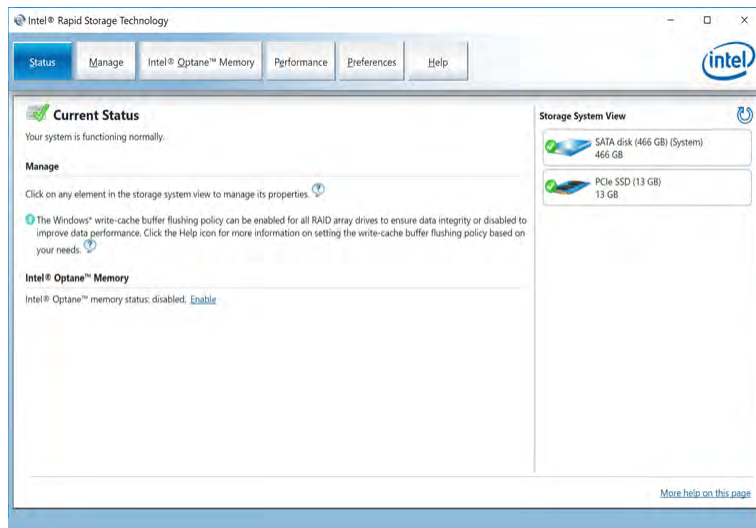 Intel® Rapid Storage Technology
Status
Manage
Intel® Optane™ Memory
Performance
Preferences
Help
intel
Current Status
Your system is functioning normally.
Manage
Click on any element in the storage system view to manage its properties.
The Windows* write-cache buffer flushing policy can be enabled for all RAID array drives to ensure data integrity or disabled to
improve data performance. Click the Help icon for more information on setting the write-cache buffer flushing policy based on
your needs.
Intel® Optane™ Memory
Intel® Optane™ memory status: disabled. Enable
Storage System View
SATA disk (466 GB) (System)
466 GB
PCIe SSD (13 GB)
13 GB
More help on this page